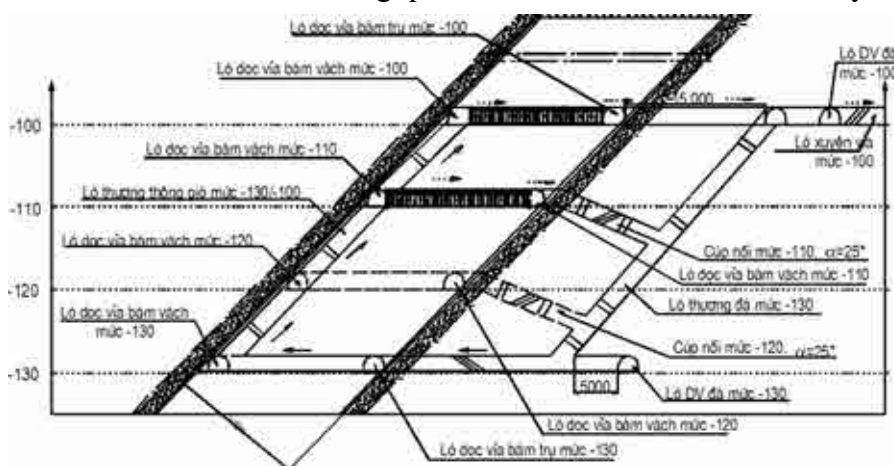 Lò dọc vỉa bám trụ mức -100
Lò dọc vỉa bám vách mức -100
Lò DV đá
mức -100
5.000
-100
Lò dọc vỉa bám vách mức -110
Lò xuyên vỉa
mức -100
Lò thượng thông gió mức -130/-100
-110
Cúp nối mức -110, α=25°
Lò dọc vỉa bám vách mức -120
Lò dọc vỉa bám vách mức -110
-120
Lò thượng đá mức -130
Lò dọc vỉa bám vách
mức -130
Cúp nối mức -120, α=25°
-130
5000
Lò DV đá mức -130
Lò dọc vỉa bám vách mức -120
Lò dọc vỉa bám trụ mức -130